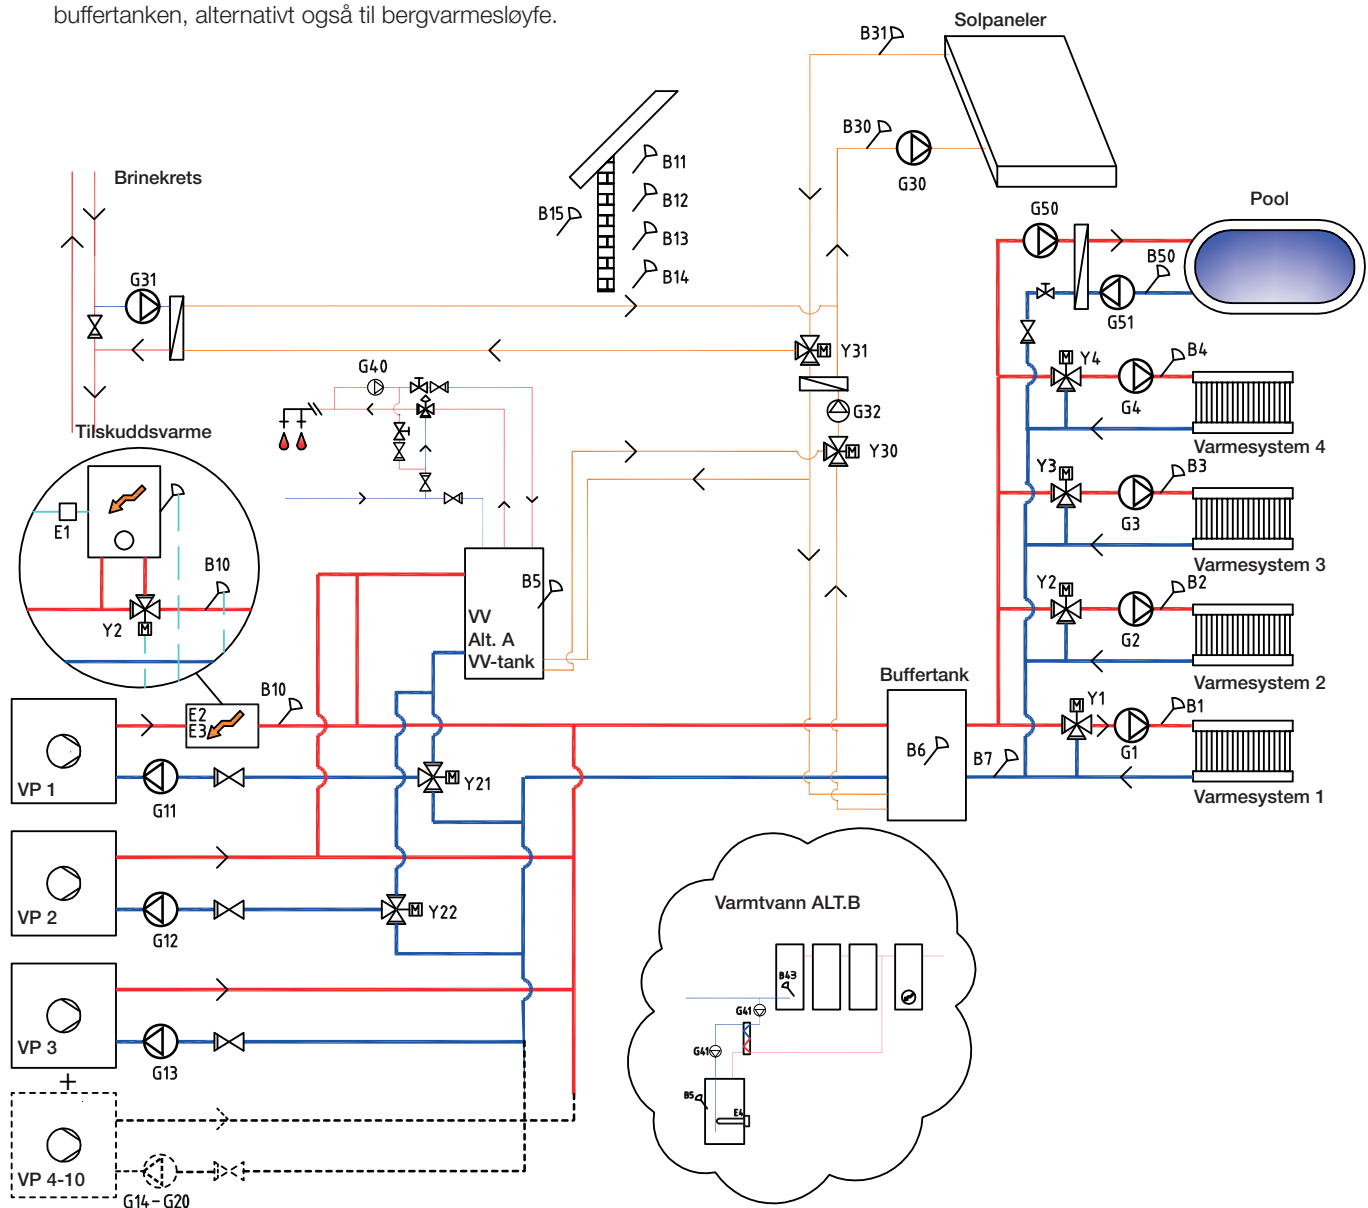 buffertanken, alternativt også til bergvarmesløyfe.
Solpaneler
B31
B30
G30
B11
B12
B13
B14
B15
Brinekrets
G31
Pool
G50
B50
G51
Y31
G32
Y30
G40
Y4
B4
G4
Varmesystem 4
Y3
B3
G3
Varmesystem 3
Y2
B2
G2
Varmesystem 2
Y1
B1
G1
Varmesystem 1
Tilskuddsvarme
E1
B10
Y2
M
B5
VV
Alt. A
VV-tank
Buffertank
B6
B7
E2
E3
B10
VP 1
G11
M
Y21
VP 2
G12
M
Y22
VP 3
G13
+
VP 4-10
G14-G20
Varmtvann ALT.B
B43
G41
G41
B5
E4
M
M
M
M
M
M